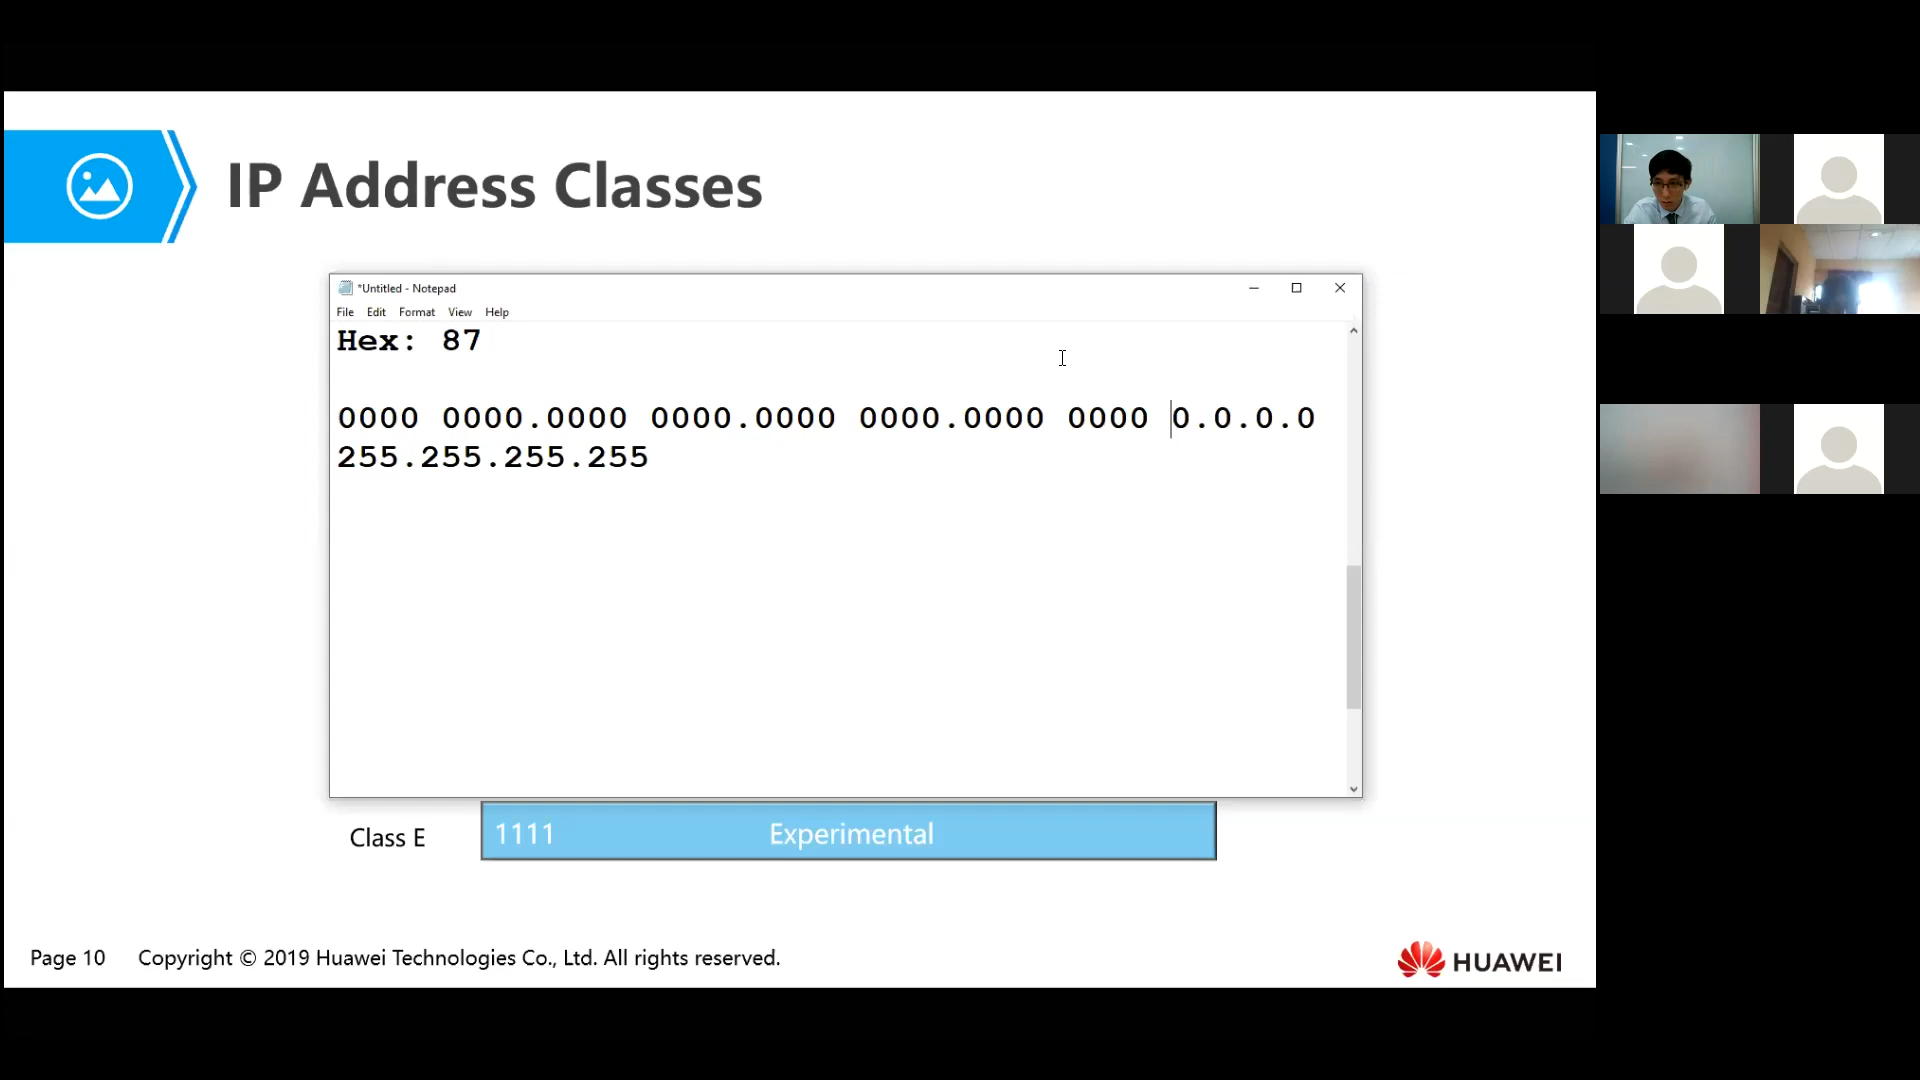 IP Address Classes
*Untitled - Notepad
File Edit Format View Help
Hex: 87
0000 0000.0000 0000.0000 0000.0000 0000 0.0.0.0
255.255.255.255
Class E
1111 Experimental
Page 10 Copyright © 2019 Huawei Technologies Co., Ltd. All rights reserved.
HUAWEI